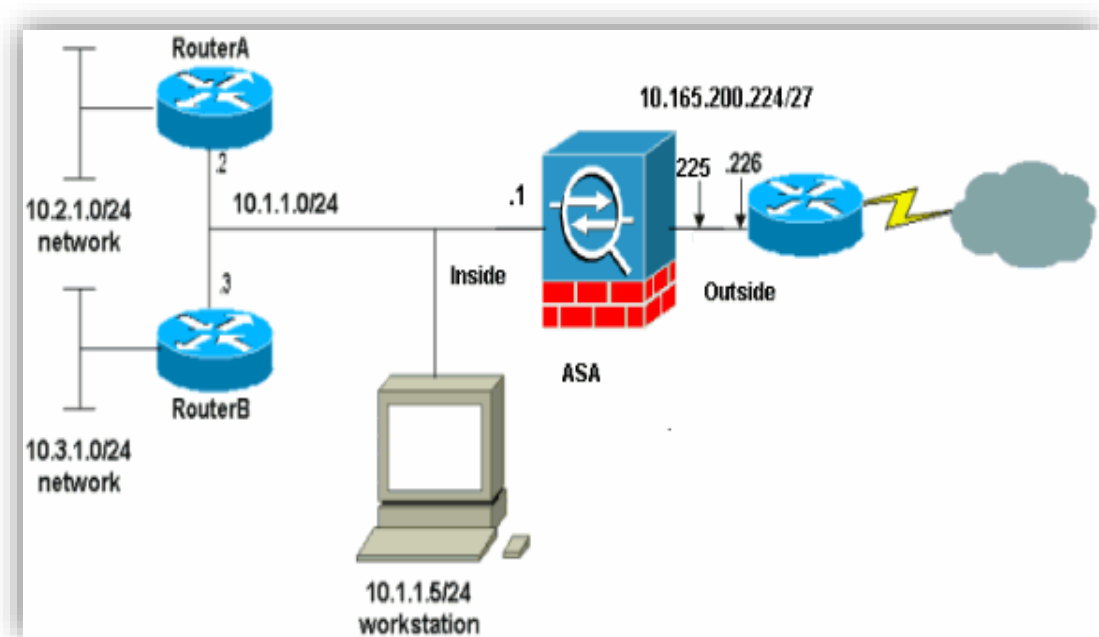 RouterA
10.165.200.224/27
.2
225
.226
10.2.1.0/24
network
10.1.1.0/24
.1
Inside
Outside
.3
ASA
RouterB
10.3.1.0/24
network
10.1.1.5/24
workstation